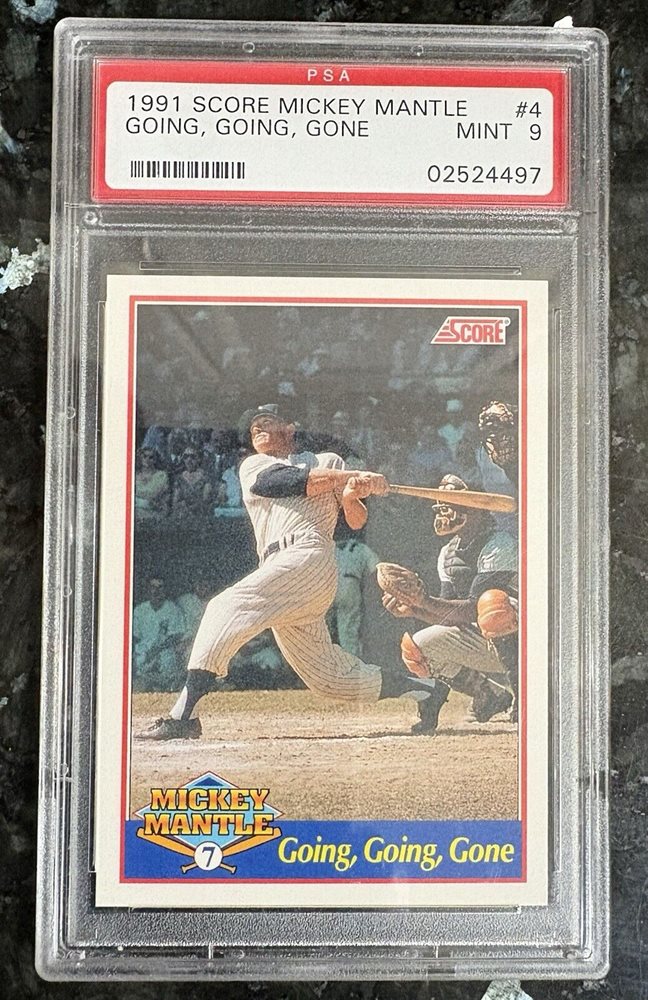 PSA
1991 SCORE MICKEY MANTLE #4
GOING, GOING, GONE MINT 9
02524497
SCORE®
MICKEY
MANTLE
7
Going, Going, Gone